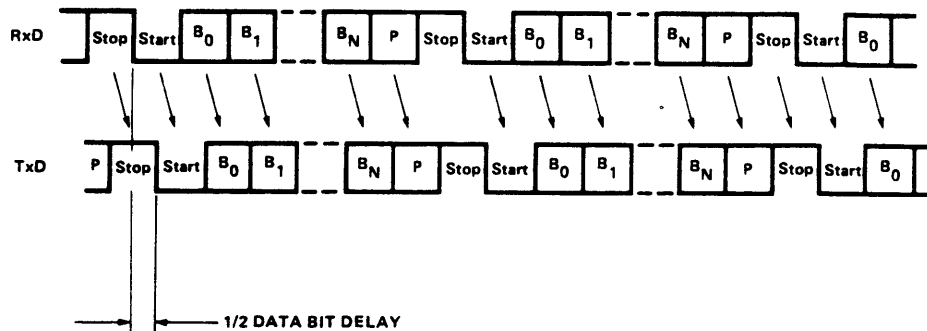 RxD Stop Start B0 B1 BN P Stop Start B0 B1 BN P Stop Start B0
TxD P Stop Start B0 B1 BN P Stop Start B0 B1 BN P Stop Start B0
1/2 DATA BIT DELAY